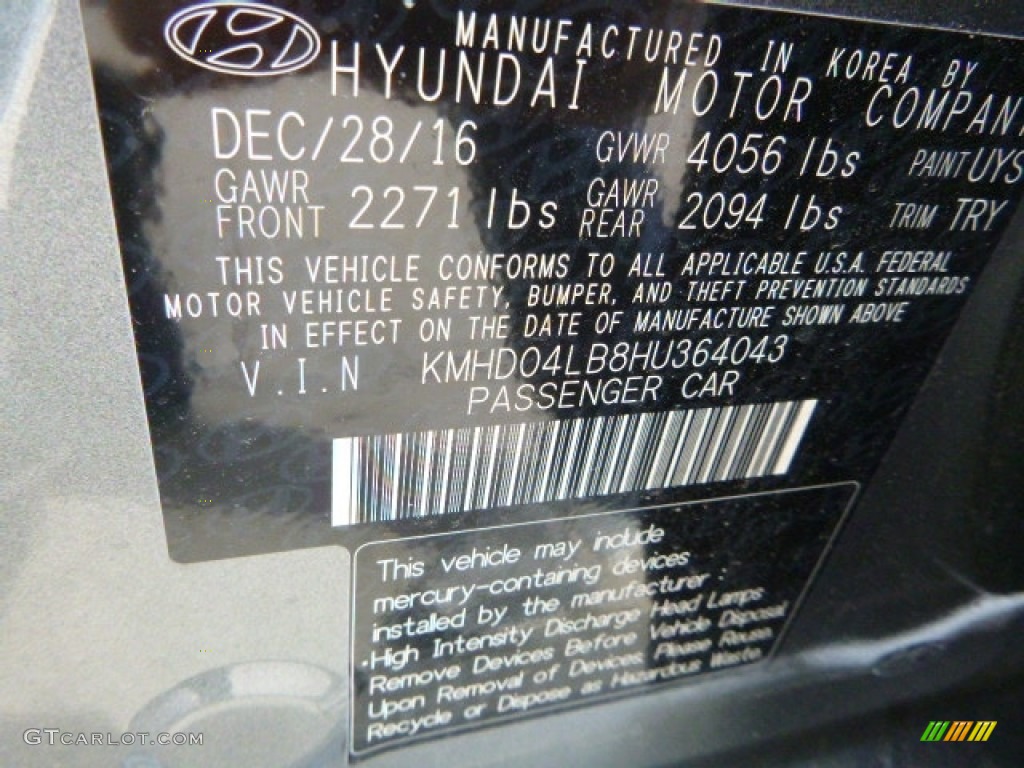 MANUFACTURED IN KOREA BY
HYUNDAI MOTOR COMPANY
DEC/28/16 GVWR 4056 lbs PAINT UYS
GAWR FRONT 2271 lbs GAWR REAR 2094 lbs TRIM TRY
THIS VEHICLE CONFORMS TO ALL APPLICABLE U.S.A. FEDERAL
MOTOR VEHICLE SAFETY, BUMPER, AND THEFT PREVENTION STANDARDS
IN EFFECT ON THE DATE OF MANUFACTURE SHOWN ABOVE
V.I.N KMHD04LB8HU364043
PASSENGER CAR
This vehicle may include
mercury-containing devices
installed by the manufacturer :
·High Intensity Discharge Head Lamps
Remove Devices Before Vehicle Disposal
Upon Removal of Devices Please Reuse,
Recycle or Dispose as Hazardous Waste.
GTCARLOT.COM